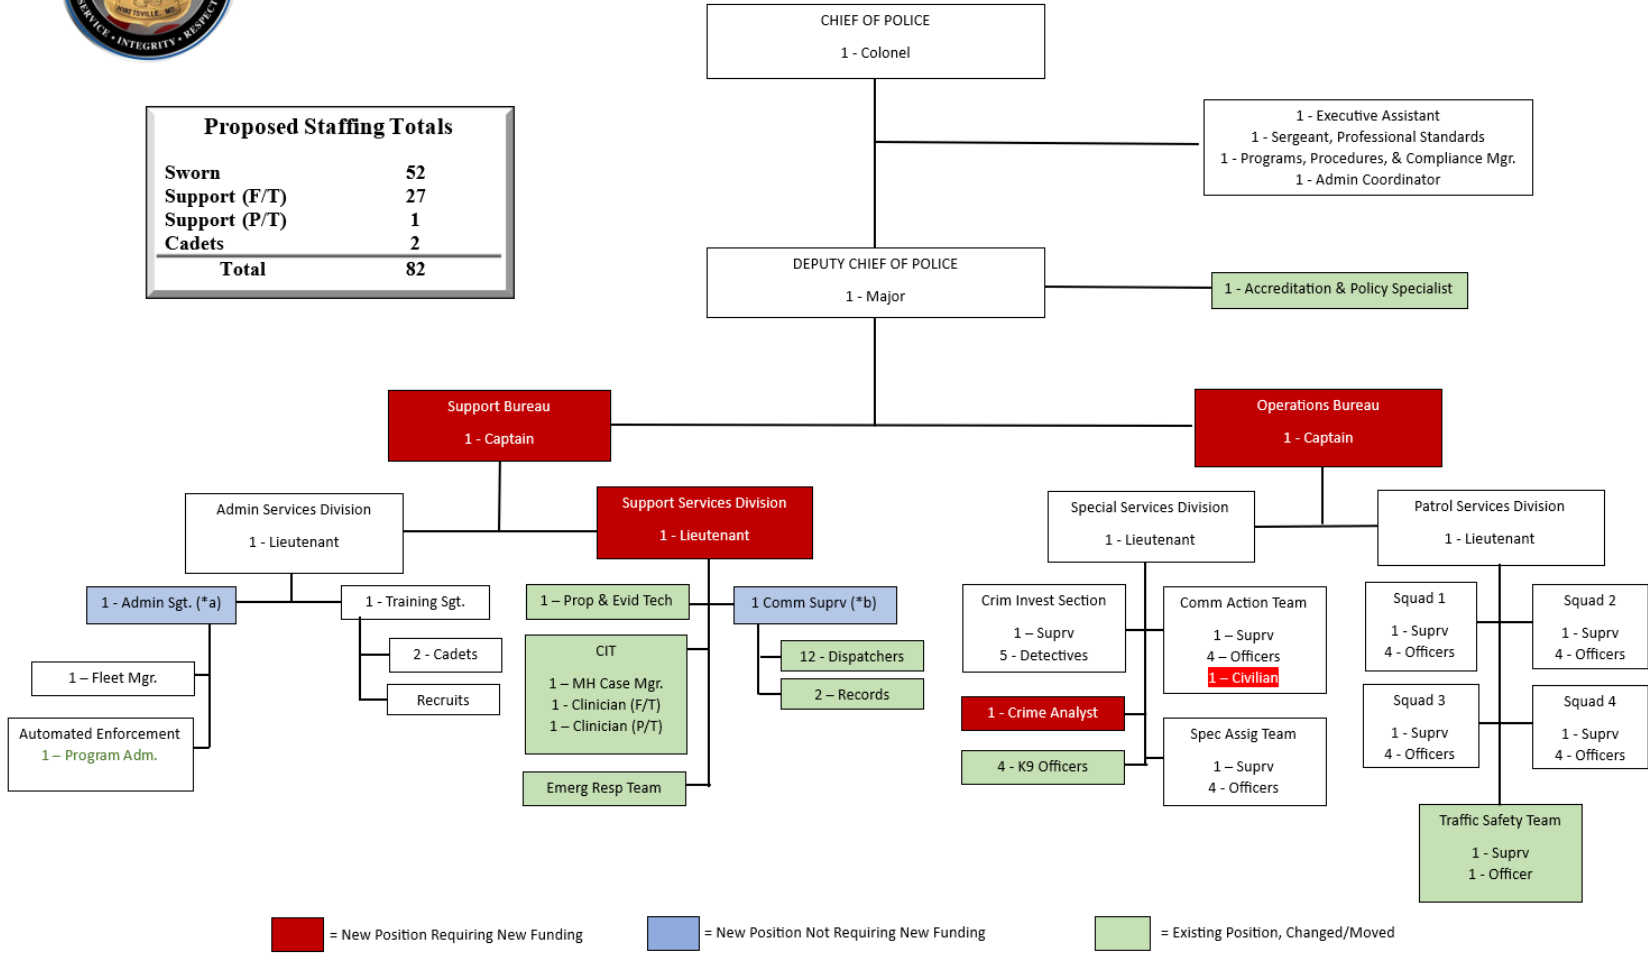 HYATTSVILLE, MD.
SERVICE • INTEGRITY • RESPECT
CHIEF OF POLICE
1 - Colonel
Proposed Staffing Totals
Sworn 52
Support (F/T) 27
Support (P/T) 1
Cadets 2
Total 82
1 - Executive Assistant
1 - Sergeant, Professional Standards
1 - Programs, Procedures, & Compliance Mgr.
1 - Admin Coordinator
DEPUTY CHIEF OF POLICE
1 - Major
1 - Accreditation & Policy Specialist
Support Bureau
1 - Captain
Operations Bureau
1 - Captain
Admin Services Division
1 - Lieutenant
Support Services Division
1 - Lieutenant
Special Services Division
1 - Lieutenant
Patrol Services Division
1 - Lieutenant
1 - Admin Sgt. (*a)
1 - Training Sgt.
1 – Fleet Mgr.
2 - Cadets
Recruits
Automated Enforcement
1 – Program Adm.
1 – Prop & Evid Tech
1 Comm Suprv (*b)
CIT
1 – MH Case Mgr.
1 - Clinician (F/T)
1 – Clinician (P/T)
12 - Dispatchers
2 – Records
Emerg Resp Team
Crim Invest Section
1 – Suprv
5 - Detectives
Comm Action Team
1 – Suprv
4 – Officers
1 – Civilian
1 - Crime Analyst
4 - K9 Officers
Spec Assig Team
1 – Suprv
4 - Officers
Squad 1
1 - Suprv
4 - Officers
Squad 2
1 - Suprv
4 - Officers
Squad 3
1 - Suprv
4 - Officers
Squad 4
1 - Suprv
4 - Officers
Traffic Safety Team
1 - Suprv
1 - Officer
= New Position Requiring New Funding
= New Position Not Requiring New Funding
= Existing Position, Changed/Moved